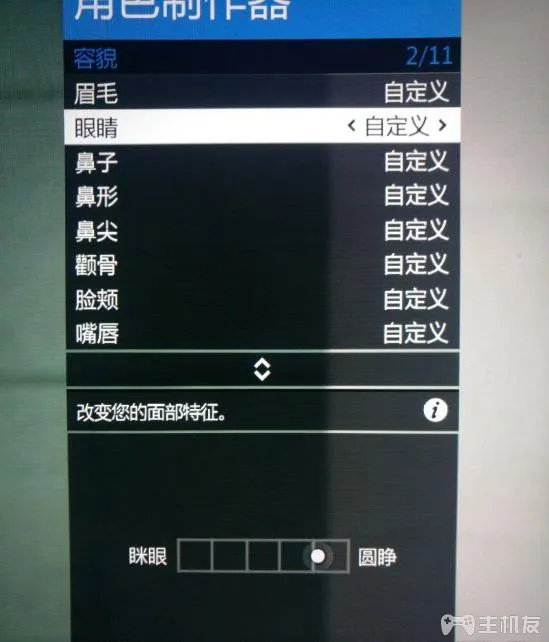 角色制作器
容貌 2/11
眉毛 自定义
眼睛 自定义
鼻子 自定义
鼻形 自定义
鼻尖 自定义
颧骨 自定义
脸颊 自定义
嘴唇 自定义
改变您的面部特征。
眯眼 圆睁
主机友